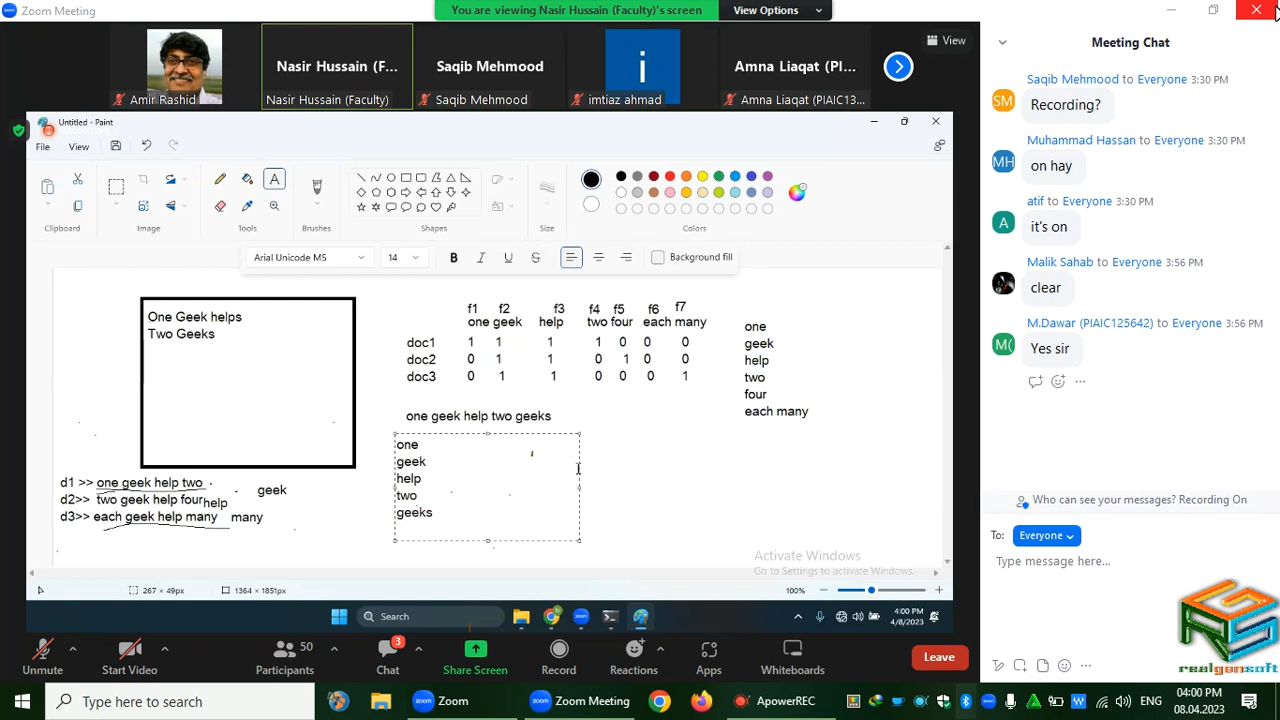 Zoom Meeting
You are viewing Nasir Hussain (Faculty)'s screen
View Options
View
Amir Rashid
Nasir Hussain (F...
Nasir Hussain (Faculty)
Saqib Mehmood
Saqib Mehmood
i
imtiaz ahmad
Amna Liaqat (PI...
Amna Liaqat (PIAIC13...
Untitled - Paint
File
View
Clipboard
Image
Tools
Brushes
Shapes
Size
Colors
Arial Unicode MS
14
B
I
U
S
Background fill
One Geek helps
Two Geeks
f1 f2 f3 f4 f5 f6 f7
one geek help two four each many
doc1 1 1 1 1 0 0 0
doc2 0 1 1 0 1 0 0
doc3 0 1 1 0 0 0 1
one
geek
help
two
four
each many
one geek help two geeks
one
geek
help
two
geeks
d1 >> one geek help two
d2>> two geek help four
d3>> each geek help many
geek
help
many
Activate Windows
Go to Settings to activate Windows.
267 × 49px
1364 × 1851px
100%
Search
4:00 PM
4/8/2023
Unmute
Start Video
50
Participants
3
Chat
Share Screen
Record
Reactions
Apps
Whiteboards
Leave
Meeting Chat
Saqib Mehmood to Everyone 3:30 PM
SM
Recording?
Muhammad Hassan to Everyone 3:30 PM
MH
on hay
atif to Everyone 3:30 PM
A
it's on
Malik Sahab to Everyone 3:56 PM
clear
M.Dawar (PIAIC125642) to Everyone 3:56 PM
M(
Yes sir
Who can see your messages? Recording On
To: Everyone
Type message here...
realgunsoft
Type here to search
Zoom
Zoom Meeting
ApowerREC
ENG
04:00 PM
08.04.2023